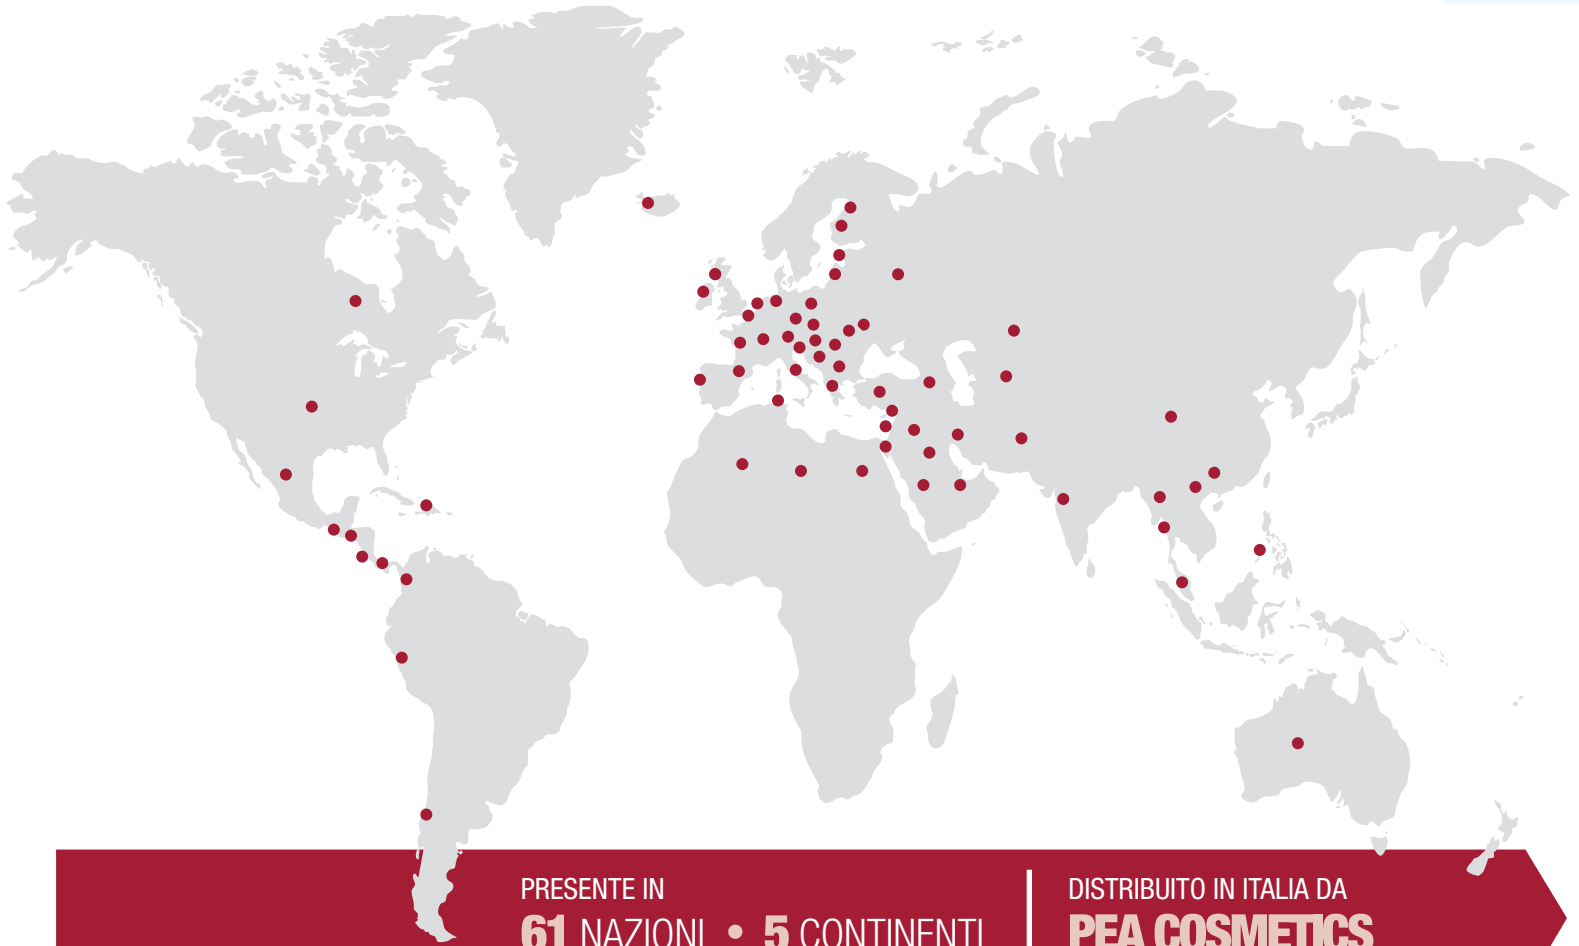 PRESENTE IN
61 NAZIONI • 5 CONTINENTI
DISTRIBUITO IN ITALIA DA
PEA COSMETICS